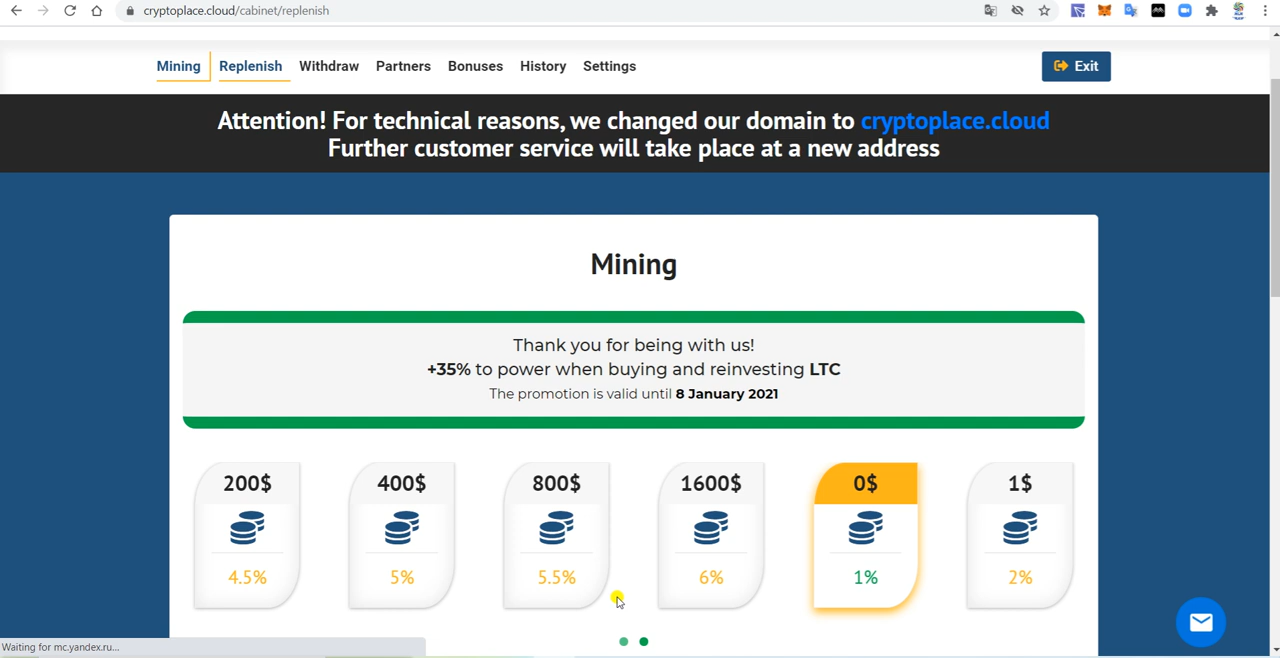 cryptoplace.cloud/cabinet/replenish
Mining Replenish Withdraw Partners Bonuses History Settings Exit
Attention! For technical reasons, we changed our domain to cryptoplace.cloud
Further customer service will take place at a new address
Mining
Thank you for being with us!
+35% to power when buying and reinvesting LTC
The promotion is valid until 8 January 2021
200$ 400$ 800$ 1600$ 0$ 1$
4.5% 5% 5.5% 6% 1% 2%
Waiting for mc.yandex.ru...